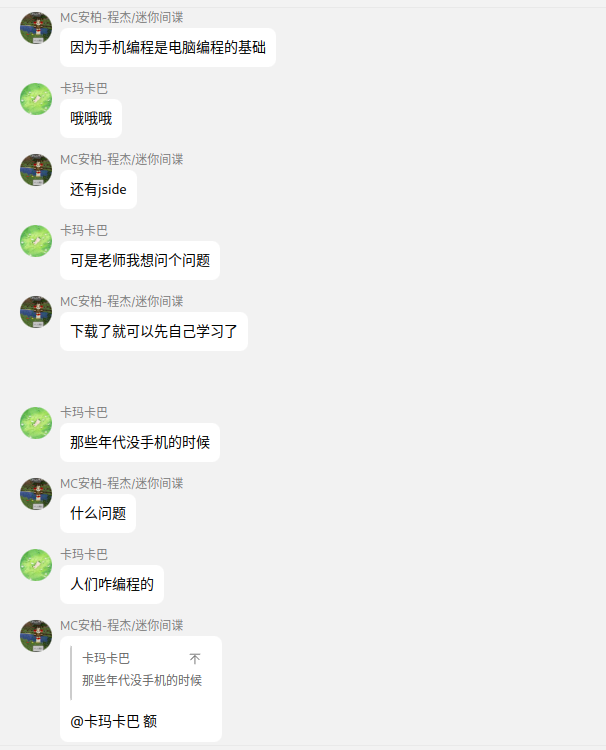 MC安柏-程杰/迷你间谍
因为手机编程是电脑编程的基础
卡玛卡巴
哦哦哦
MC安柏-程杰/迷你间谍
还有jside
卡玛卡巴
可是老师我想问个问题
MC安柏-程杰/迷你间谍
下载了就可以先自己学习了
卡玛卡巴
那些年代没手机的时候
MC安柏-程杰/迷你间谍
什么问题
卡玛卡巴
人们咋编程的
MC安柏-程杰/迷你间谍
卡玛卡巴 不
那些年代没手机的时候
@卡玛卡巴 额